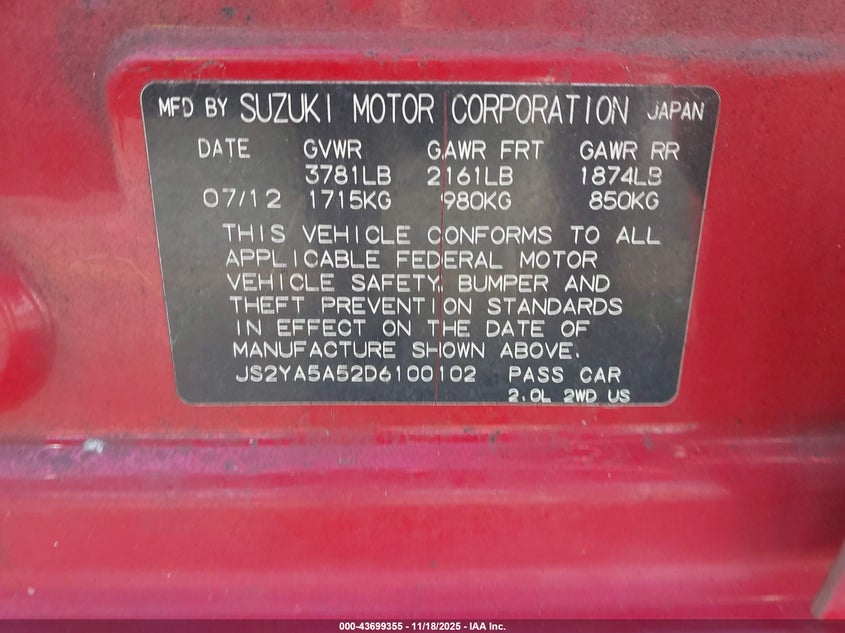 MFD BY SUZUKI MOTOR CORPORATION JAPAN
DATE GVWR GAWR FRT GAWR RR
3781LB 2161LB 1874LB
07/12 1715KG 980KG 850KG
THIS VEHICLE CONFORMS TO ALL
APPLICABLE FEDERAL MOTOR
VEHICLE SAFETY, BUMPER AND
THEFT PREVENTION STANDARDS
IN EFFECT ON THE DATE OF
MANUFACTURE SHOWN ABOVE.
JS2YA5A52D6100102 PASS CAR
2.0L 2WD US
000-43699355 - 11/18/2025 - IAA Inc.